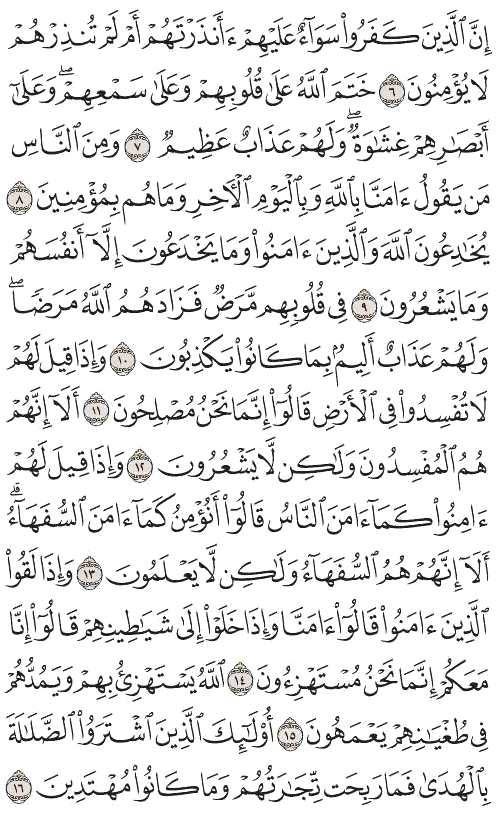 إِنَّ ٱلَّذِينَ كَفَرُوا۟ سَوَآءٌ عَلَيْهِمْ ءَأَنذَرْتَهُمْ أَمْ لَمْ تُنذِرْهُمْ
لَا يُؤْمِنُونَ ٦ خَتَمَ ٱللَّهُ عَلَىٰ قُلُوبِهِمْ وَعَلَىٰ سَمْعِهِمْ ۖ وَعَلَىٰٓ
أَبْصَـٰرِهِمْ غِشَـٰوَةٌ ۖ وَلَهُمْ عَذَابٌ عَظِيمٌ ٧ وَمِنَ ٱلنَّاسِ
مَن يَقُولُ ءَامَنَّا بِٱللَّهِ وَبِٱلْيَوْمِ ٱلْـَٔاخِرِ وَمَا هُم بِمُؤْمِنِينَ ٨
يُخَـٰدِعُونَ ٱللَّهَ وَٱلَّذِينَ ءَامَنُوا۟ وَمَا يَخْدَعُونَ إِلَّآ أَنفُسَهُمْ
وَمَا يَشْعُرُونَ ٩ فِى قُلُوبِهِم مَّرَضٌ فَزَادَهُمُ ٱللَّهُ مَرَضًا ۖ
وَلَهُمْ عَذَابٌ أَلِيمٌۢ بِمَا كَانُوا۟ يَكْذِبُونَ ١٠ وَإِذَا قِيلَ لَهُمْ
لَا تُفْسِدُوا۟ فِى ٱلْأَرْضِ قَالُوٓا۟ إِنَّمَا نَحْنُ مُصْلِحُونَ ١١ أَلَآ إِنَّهُمْ
هُمُ ٱلْمُفْسِدُونَ وَلَـٰكِن لَّا يَشْعُرُونَ ١٢ وَإِذَا قِيلَ لَهُمْ
ءَامِنُوا۟ كَمَآ ءَامَنَ ٱلنَّاسُ قَالُوٓا۟ أَنُؤْمِنُ كَمَآ ءَامَنَ ٱلسُّفَهَآءُ ۗ
أَلَآ إِنَّهُمْ هُمُ ٱلسُّفَهَآءُ وَلَـٰكِن لَّا يَعْلَمُونَ ١٣ وَإِذَا لَقُوا۟
ٱلَّذِينَ ءَامَنُوا۟ قَالُوٓا۟ ءَامَنَّا وَإِذَا خَلَوْا۟ إِلَىٰ شَيَـٰطِينِهِمْ قَالُوٓا۟ إِنَّا
مَعَكُمْ إِنَّمَا نَحْنُ مُسْتَهْزِءُونَ ١٤ ٱللَّهُ يَسْتَهْزِئُ بِهِمْ وَيَمُدُّهُمْ
فِى طُغْيَـٰنِهِمْ يَعْمَهُونَ ١٥ أُو۟لَـٰٓئِكَ ٱلَّذِينَ ٱشْتَرَوُا۟ ٱلضَّلَـٰلَةَ
بِٱلْهُدَىٰ فَمَا رَبِحَت تِّجَـٰرَتُهُمْ وَمَا كَانُوا۟ مُهْتَدِينَ ١٦